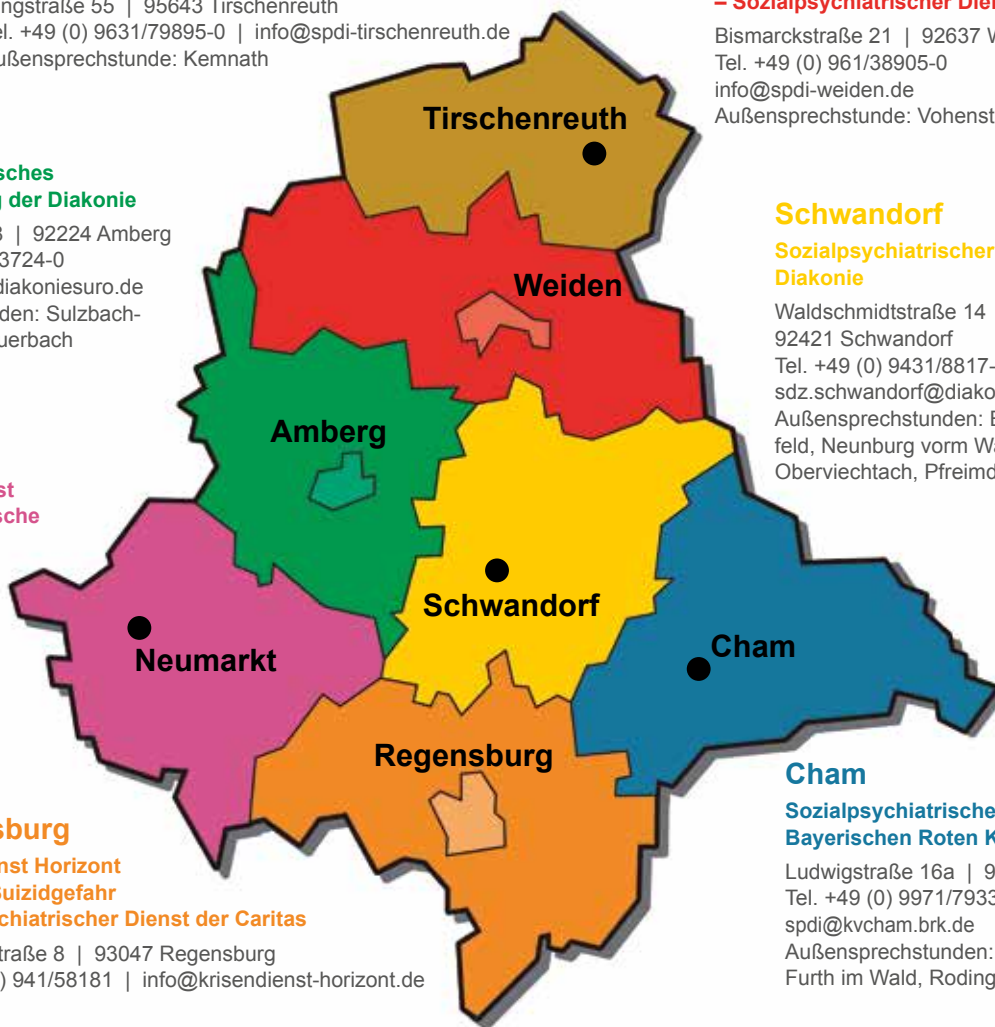 ngstraße 55 | 95643 Tirschenreuth
el. +49 (0) 9631/79895-0 | info@spdi-tirschenreuth.de
ußensprechstunde: Kemnath
– Sozialpsychiatrischer Dien
Bismarckstraße 21 | 92637 W
Tel. +49 (0) 961/38905-0
info@spdi-weiden.de
Außensprechstunde: Vohenst
sches
g der Diakonie
3 | 92224 Amberg
3724-0
diakoniesuro.de
den: Sulzbach-
uerbach
Schwandorf
Sozialpsychiatrischer
Diakonie
Waldschmidtstraße 14
92421 Schwandorf
Tel. +49 (0) 9431/8817-
sdz.schwandorf@diako
Außensprechstunden: B
feld, Neunburg vorm Wa
Oberviechtach, Pfreimd
st
sche
Tirschenreuth
Weiden
Amberg
Schwandorf
Neumarkt
Cham
Regensburg
sburg
nst Horizont
Suizidgefahr
chiatrischer Dienst der Caritas
traße 8 | 93047 Regensburg
) 941/58181 | info@krisendienst-horizont.de
Cham
Sozialpsychiatrische
Bayerischen Roten K
Ludwigstraße 16a | 9
Tel. +49 (0) 9971/7933
spdi@kvcham.brk.de
Außensprechstunden:
Furth im Wald, Roding